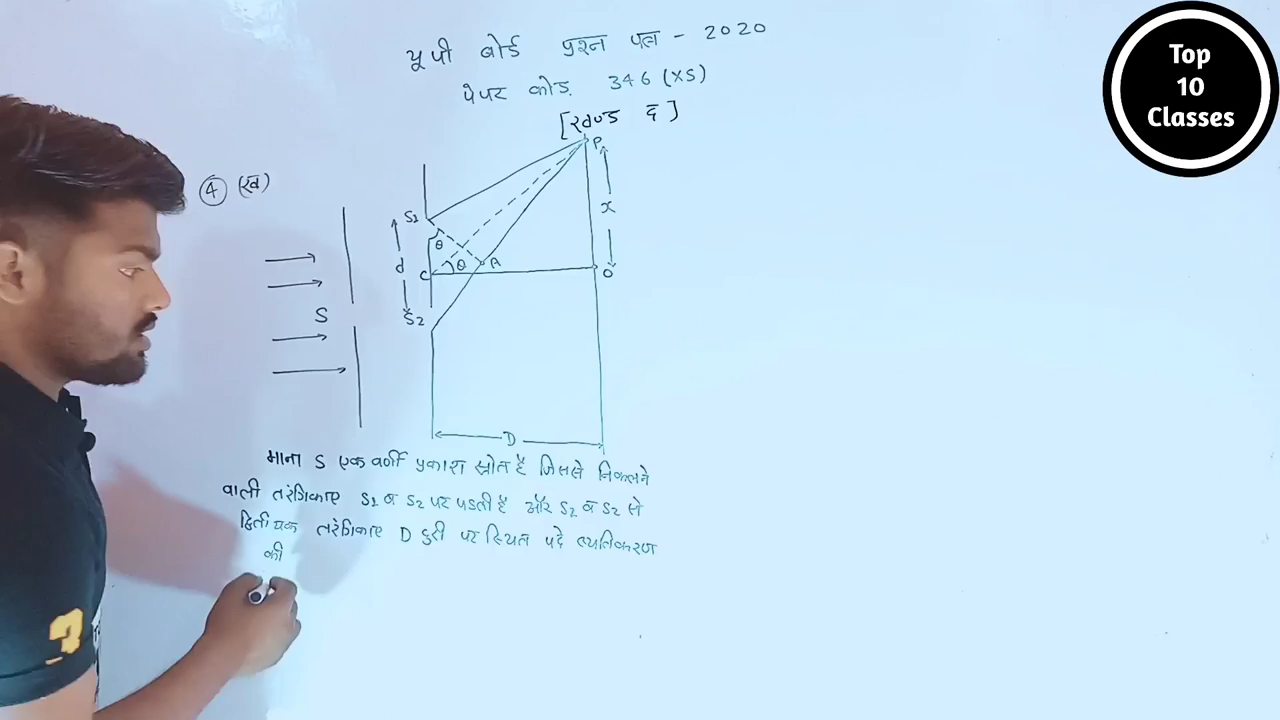 यू पी बोर्ड प्रश्न पत्र - 2020
पेपर कोड. 346 (XS)
[खण्ड द]
Top
10
Classes
④ (ख)
P
x
S1
θ
d
C
θ
A
O
S
S2
D
माना S एक वर्णी प्रकाश स्रोत है जिससे निकलने
वाली तरंगिकाए S1 व S2 पर पडती है और S1 व S2 से
द्वितीयक तरंगिकाए D दुरी पर स्थित पर्दे व्यतिकरण
की